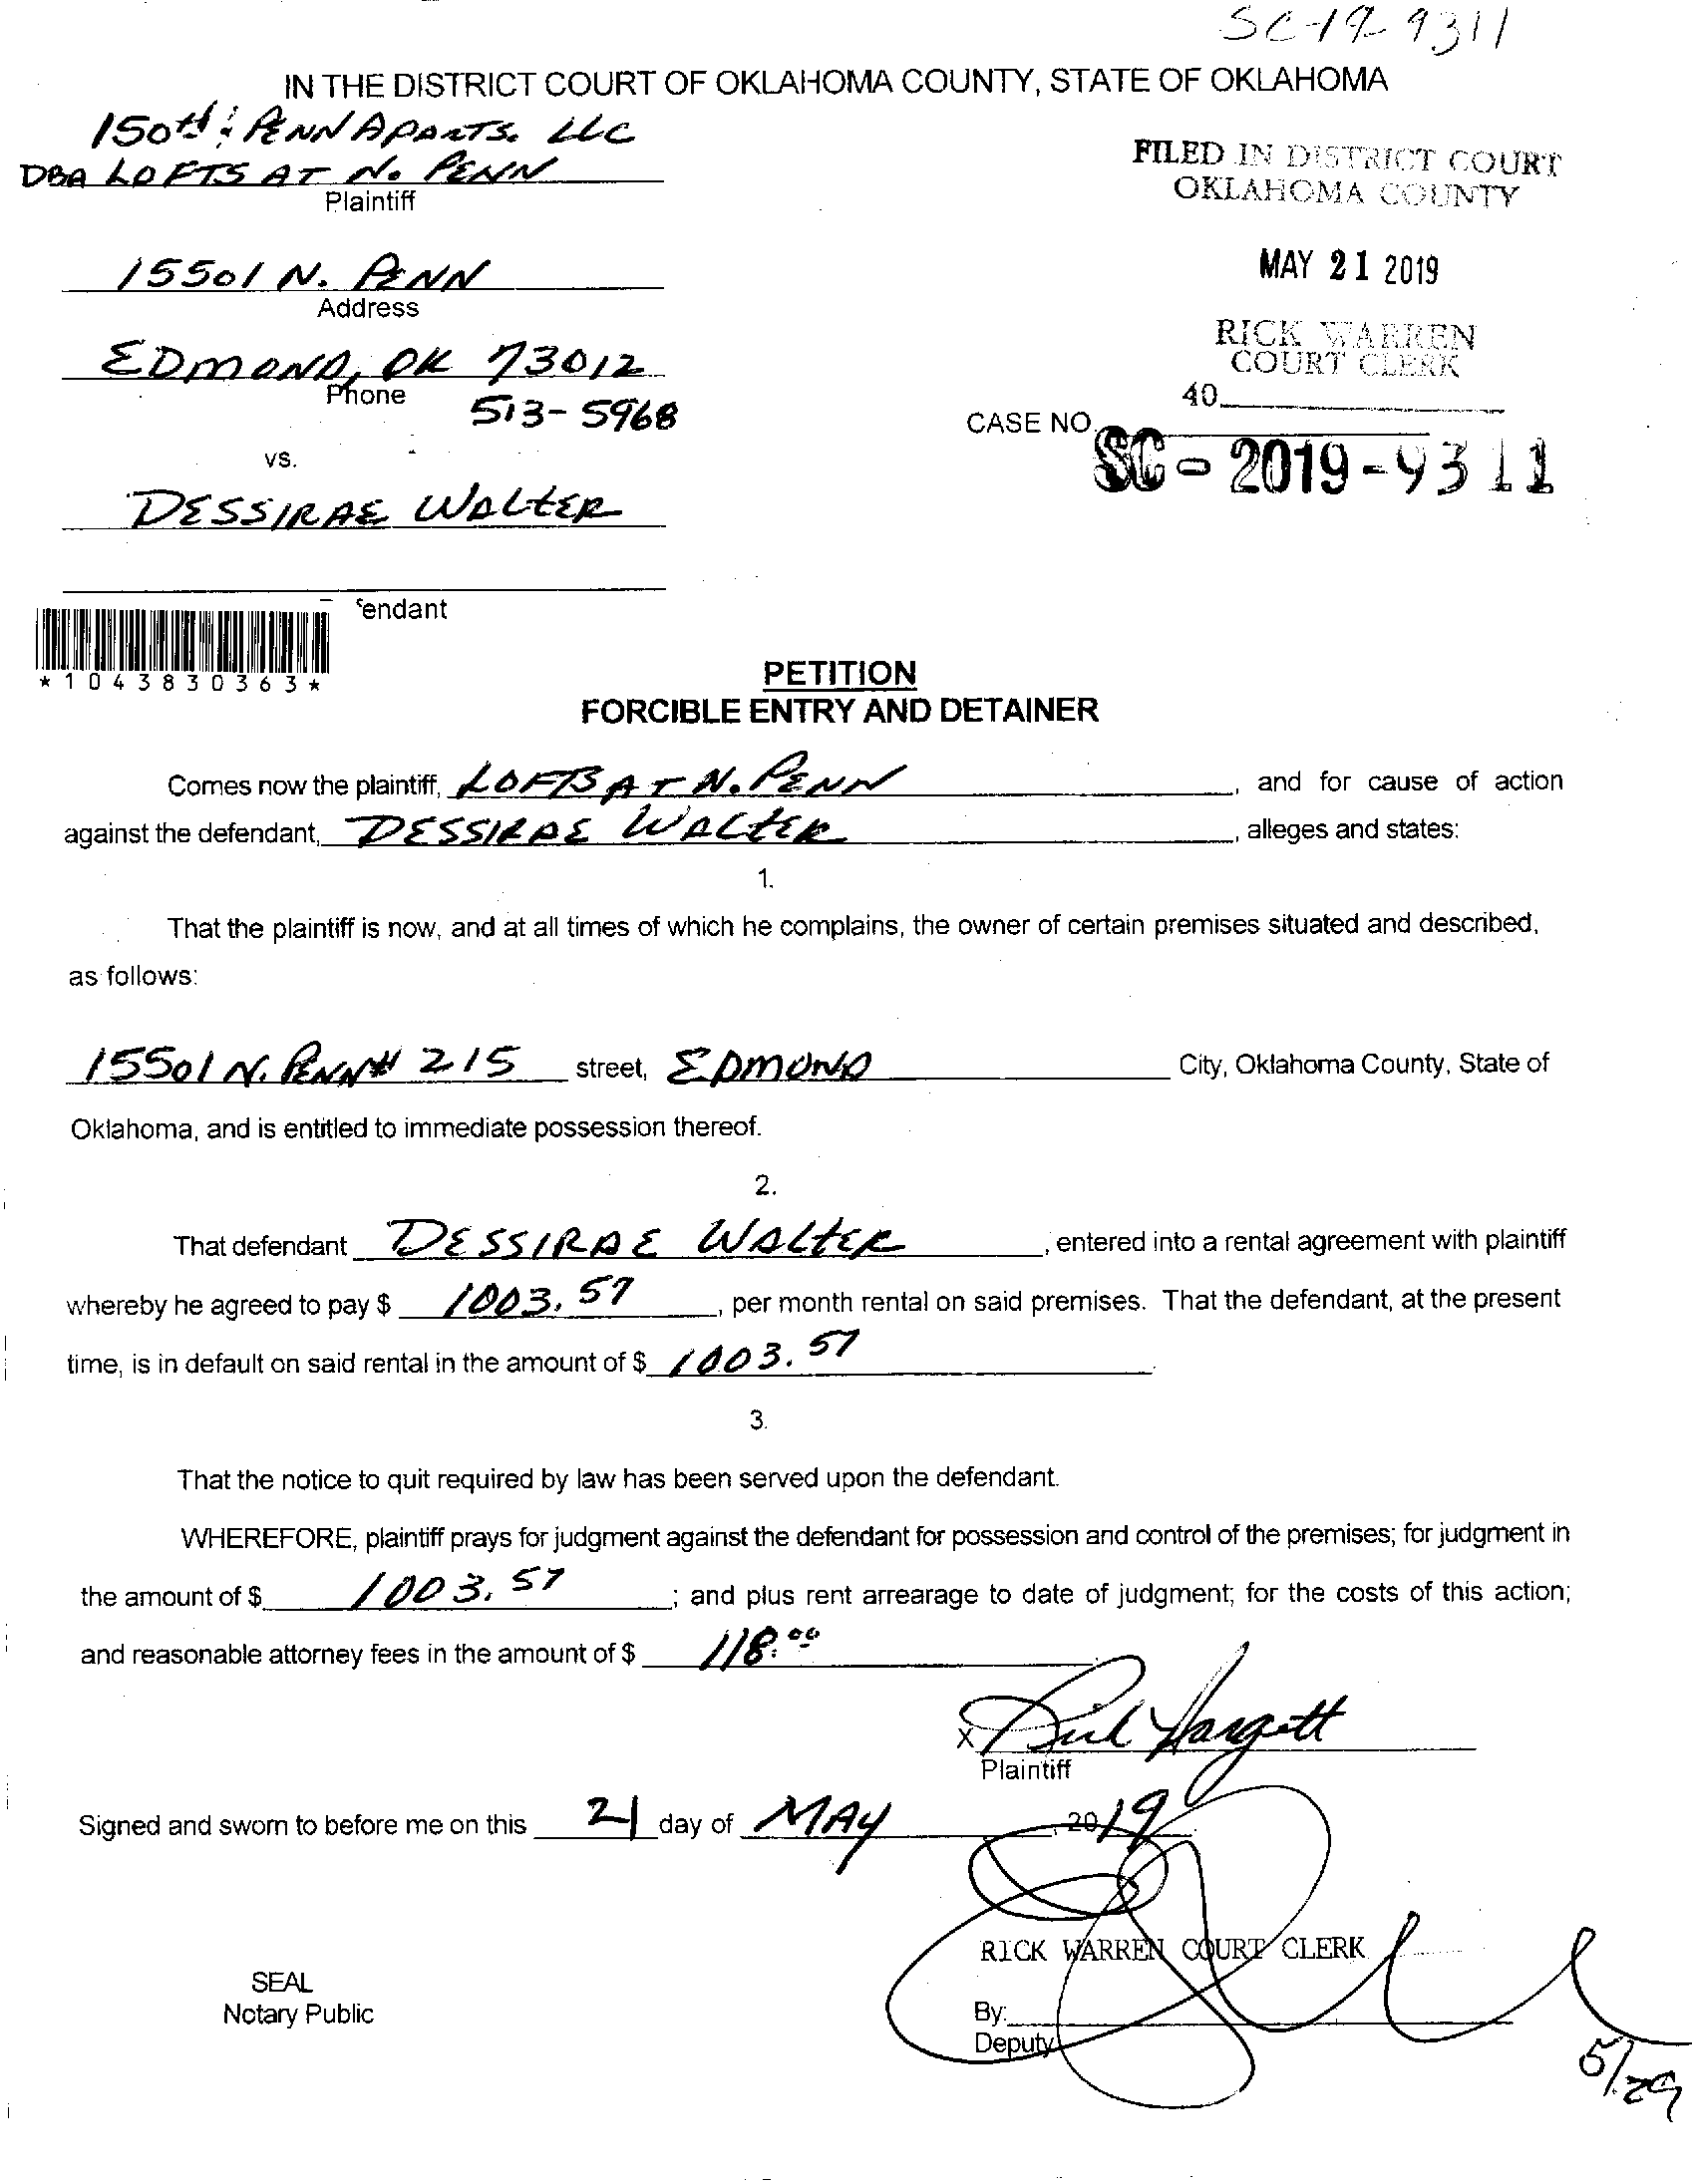 SC-19-9311
IN THE DISTRICT COURT OF OKLAHOMA COUNTY, STATE OF OKLAHOMA
150th & PENN APARTS. LLC
DBA LOFTS AT N. PENN
Plaintiff
FILED IN DISTRICT COURT
OKLAHOMA COUNTY
15501 N. PENN
Address
MAY 21 2019
EDMOND, OK 73012
Phone
513-5968
RICK WARREN
COURT CLERK
40
CASE NO.
SC-2019-9311
vs.
DESSIRAE WALTER
endant
*1043830363*
PETITION
FORCIBLE ENTRY AND DETAINER
Comes now the plaintiff, LOFTS AT N. PENN, and for cause of action
against the defendant, DESSIRAE WALTER, alleges and states:
1.
That the plaintiff is now, and at all times of which he complains, the owner of certain premises situated and described,
as follows:
15501 N. PENN # 215 street, EDMOND City, Oklahoma County, State of
Oklahoma, and is entitled to immediate possession thereof.
2.
That defendant DESSIRAE WALTER, entered into a rental agreement with plaintiff
whereby he agreed to pay $ 1003.57, per month rental on said premises. That the defendant, at the present
time, is in default on said rental in the amount of $ 1003.57.
3.
That the notice to quit required by law has been served upon the defendant.
WHEREFORE, plaintiff prays for judgment against the defendant for possession and control of the premises; for judgment in
the amount of $ 1003.57; and plus rent arrearage to date of judgment; for the costs of this action;
and reasonable attorney fees in the amount of $ 118.00.
X Hargett
Plaintiff
Signed and sworn to before me on this 21 day of MAY, 2019
RICK WARREN COURT CLERK
SEAL
Notary Public
By:
Deputy
5/29